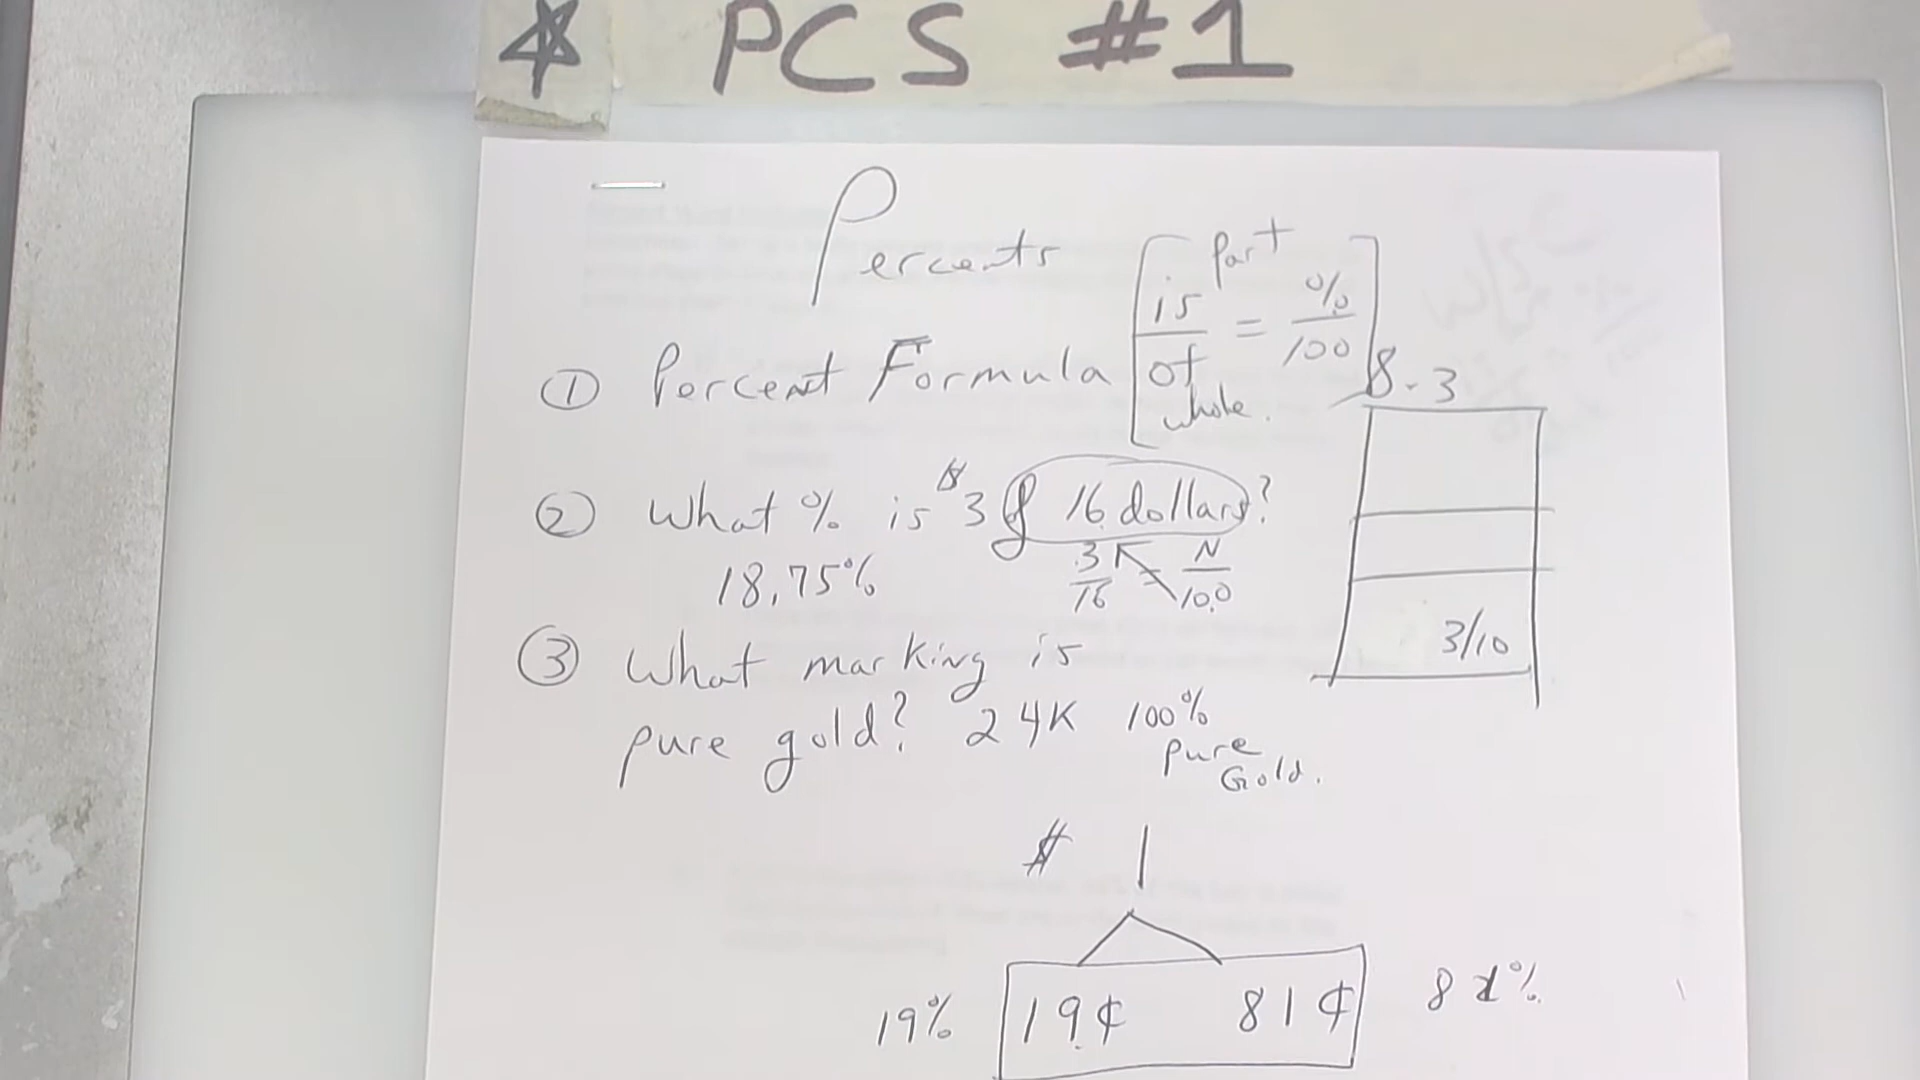 ☆ PCS #1
Percents
① Percent Formula [ is part / of whole = % / 100 ]
8.3
② What % is $3 of 16 dollars?
18.75%
3/16 = N/100
3/10
③ What marking is
pure gold? 24K 100%
pure
Gold.
$ 1
19% 19¢ 81¢ 81%